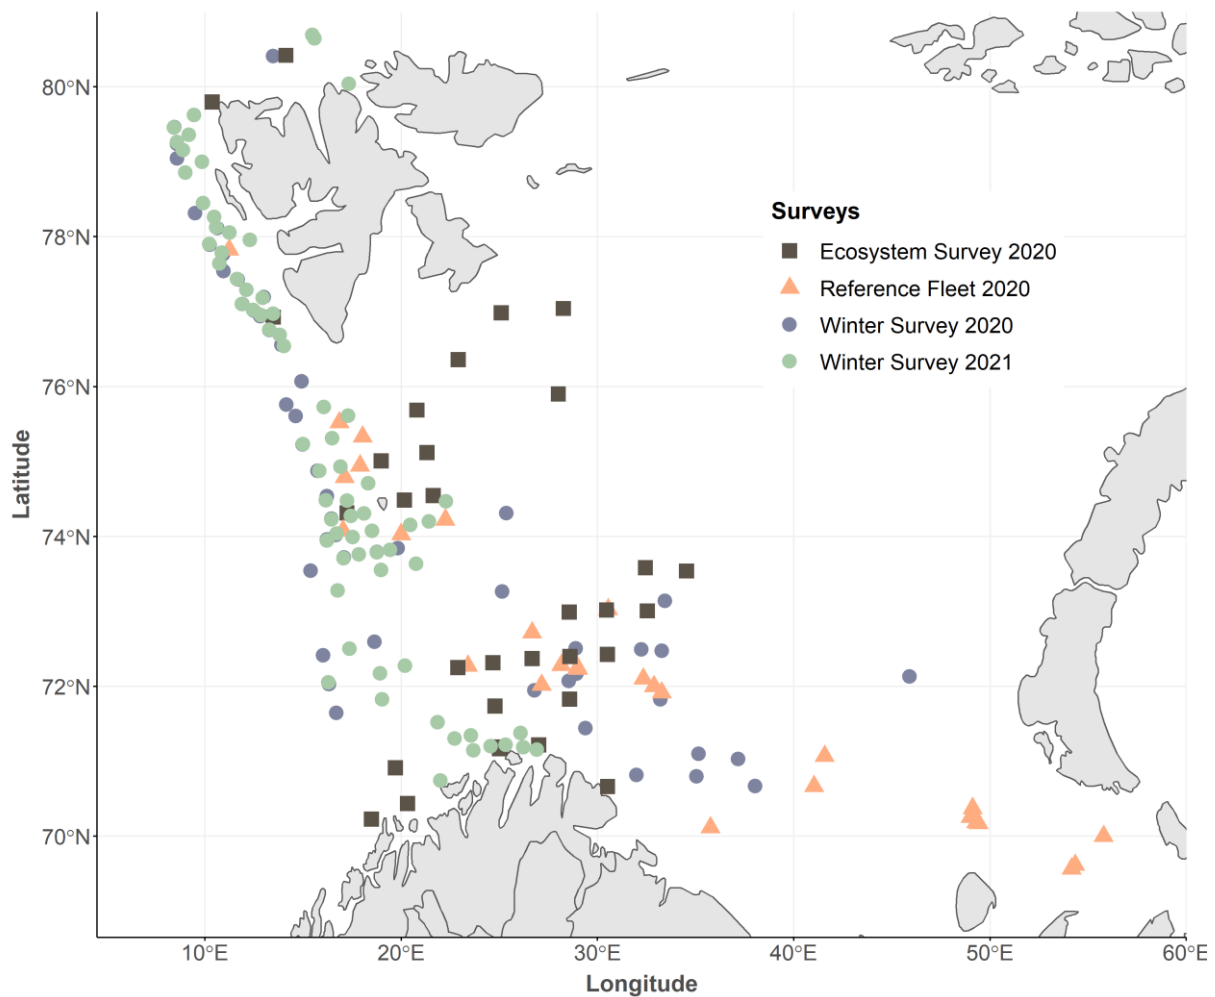 80°N
78°N
76°N
74°N
72°N
70°N
Latitude
Surveys
Ecosystem Survey 2020
Reference Fleet 2020
Winter Survey 2020
Winter Survey 2021
10°E
20°E
30°E
40°E
50°E
60°E
Longitude